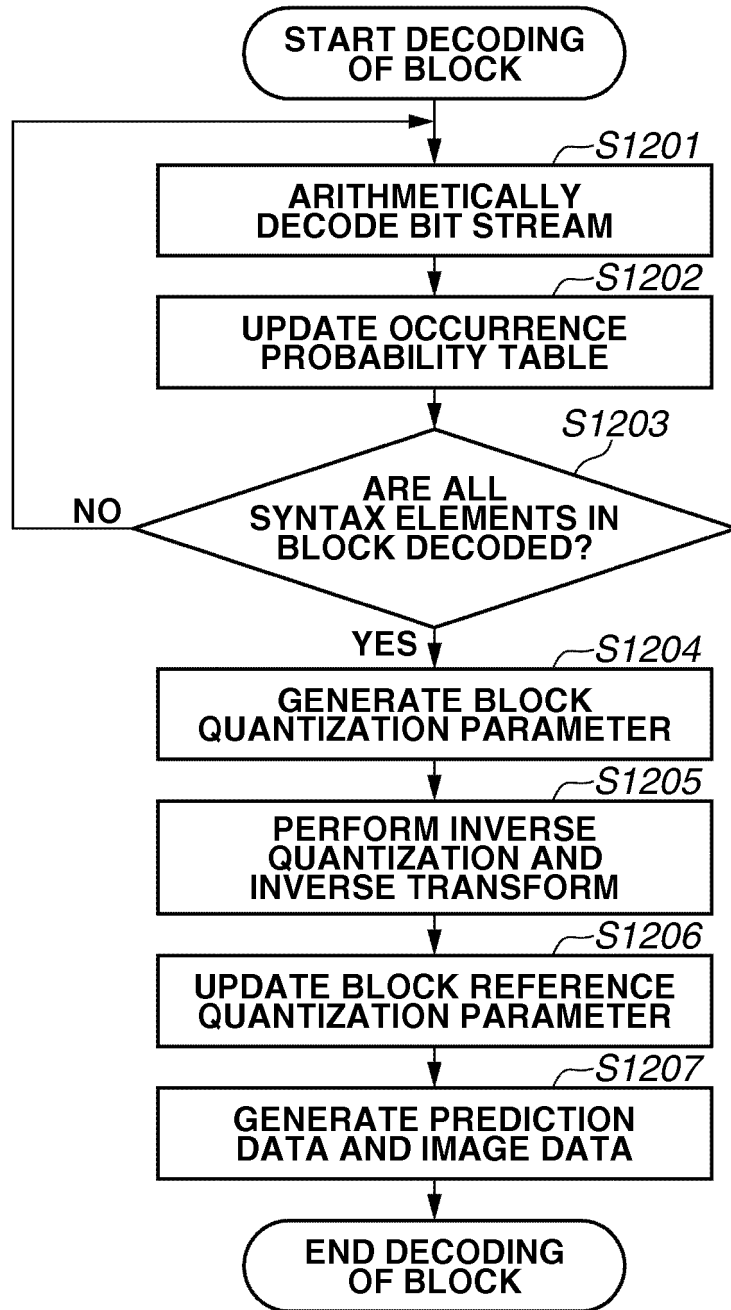 START DECODING
OF BLOCK
S1201
ARITHMETICALLY
DECODE BIT STREAM
S1202
UPDATE OCCURRENCE
PROBABILITY TABLE
S1203
ARE ALL
SYNTAX ELEMENTS IN
BLOCK DECODED?
NO
YES
S1204
GENERATE BLOCK
QUANTIZATION PARAMETER
S1205
PERFORM INVERSE
QUANTIZATION AND
INVERSE TRANSFORM
S1206
UPDATE BLOCK REFERENCE
QUANTIZATION PARAMETER
S1207
GENERATE PREDICTION
DATA AND IMAGE DATA
END DECODING
OF BLOCK